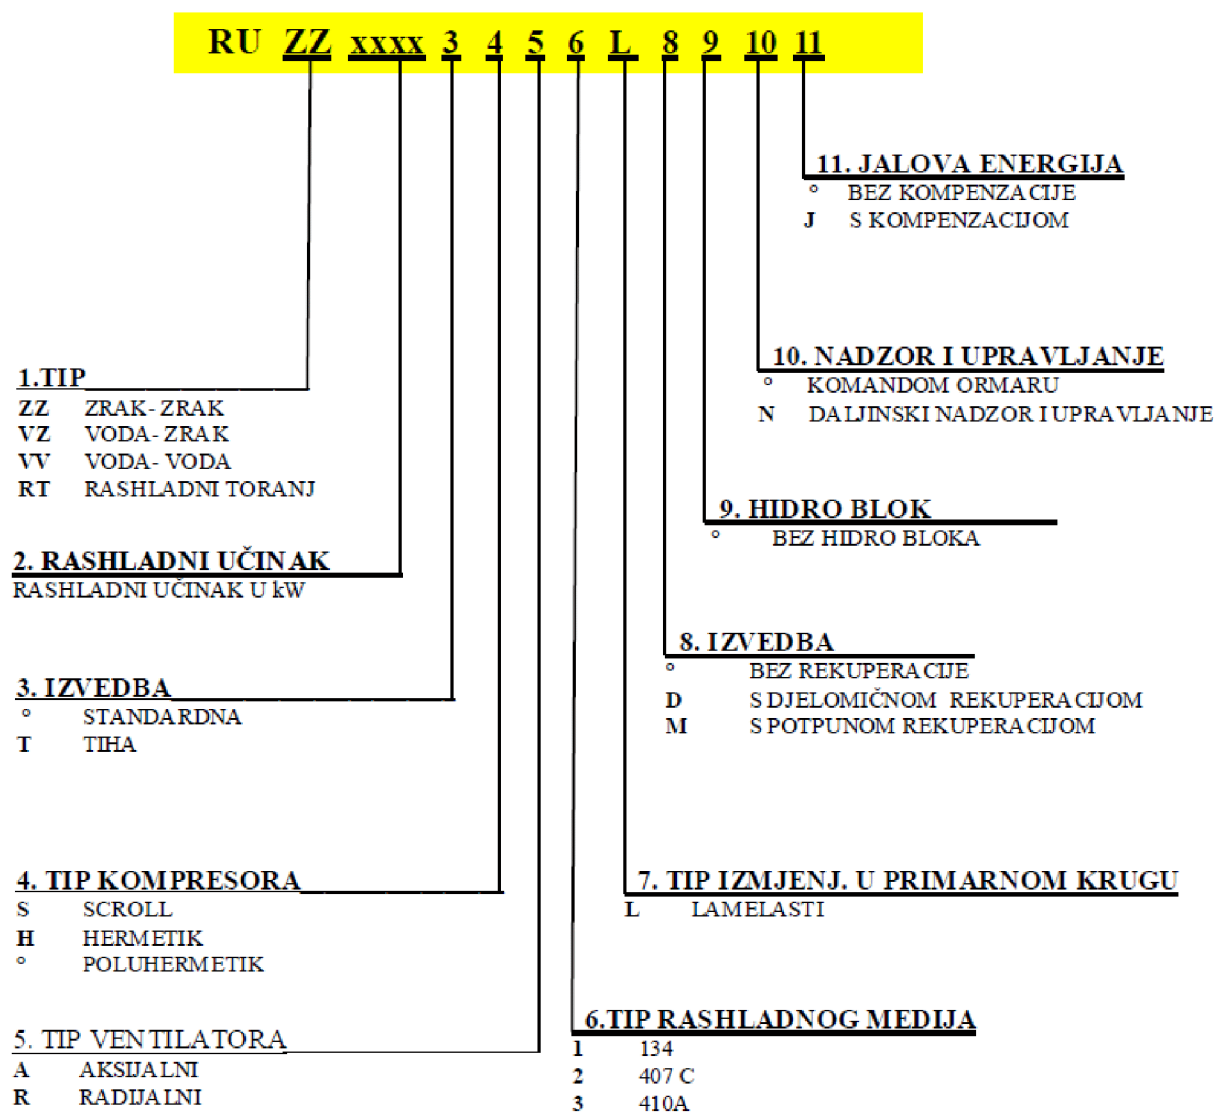 RU ZZ xxxx 3 4 5 6 L 8 9 10 11
11. JALOVA ENERGIJA
° BEZ KOMPENZACIJE
J S KOMPENZACIJOM
10. NADZOR I UPRAVLJANJE
° KOMANDOM ORMARU
N DALJINSKI NADZOR I UPRAVLJANJE
1.TIP
ZZ ZRAK-ZRAK
VZ VODA-ZRAK
VV VODA-VODA
RT RASHLADNI TORANJ
9. HIDRO BLOK
° BEZ HIDRO BLOKA
2. RASHLADNI UČINAK
RASHLADNI UČINAK U kW
8. IZVEDBA
° BEZ REKUPERACIJE
D S DJELOMIČNOM REKUPERACIJOM
M S POTPUNOM REKUPERACIJOM
3. IZVEDBA
° STANDARDNA
T TIHA
4. TIP KOMPRESORA
S SCROLL
H HERMETIK
° POLUHERMETIK
7. TIP IZMJENJ. U PRIMARNOM KRUGU
L LAMELASTI
5. TIP VENTILATORA
A AKSIJALNI
R RADIJALNI
6.TIP RASHLADNOG MEDIJA
1 134
2 407 C
3 410A